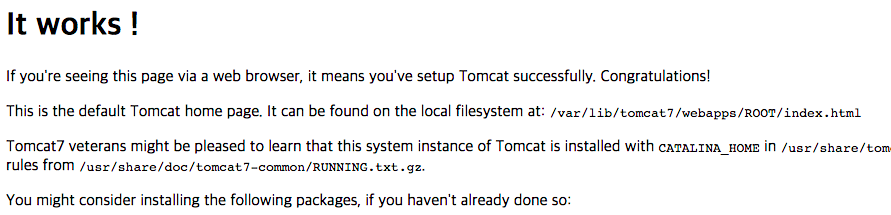 It works !
If you're seeing this page via a web browser, it means you've setup Tomcat successfully. Congratulations!
This is the default Tomcat home page. It can be found on the local filesystem at: /var/lib/tomcat7/webapps/ROOT/index.html
Tomcat7 veterans might be pleased to learn that this system instance of Tomcat is installed with CATALINA_HOME in /usr/share/tom
rules from /usr/share/doc/tomcat7-common/RUNNING.txt.gz.
You might consider installing the following packages, if you haven't already done so: